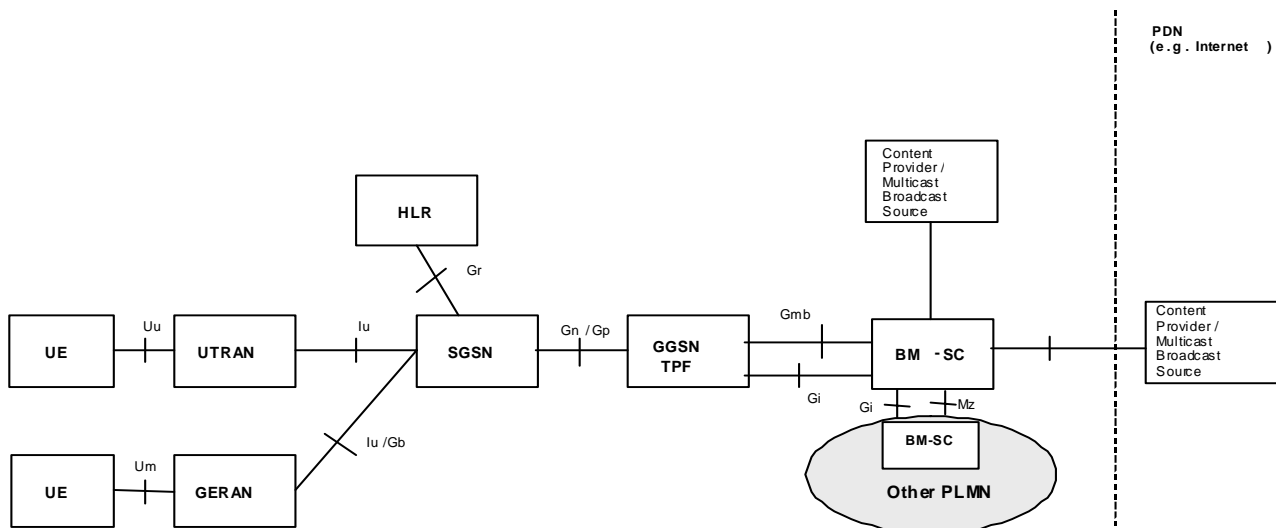 PDN
(e.g. Internet )
Content
Provider /
Multicast
Broadcast
Source
HLR
Gr
Uu
Iu
Gn /Gp
Gmb
Content
Provider /
Multicast
Broadcast
Source
UE
UTRAN
SGSN
GGSN
TPF
BM -SC
Gi
Gi
Mz
Iu /Gb
BM-SC
Um
UE
GERAN
Other PLMN